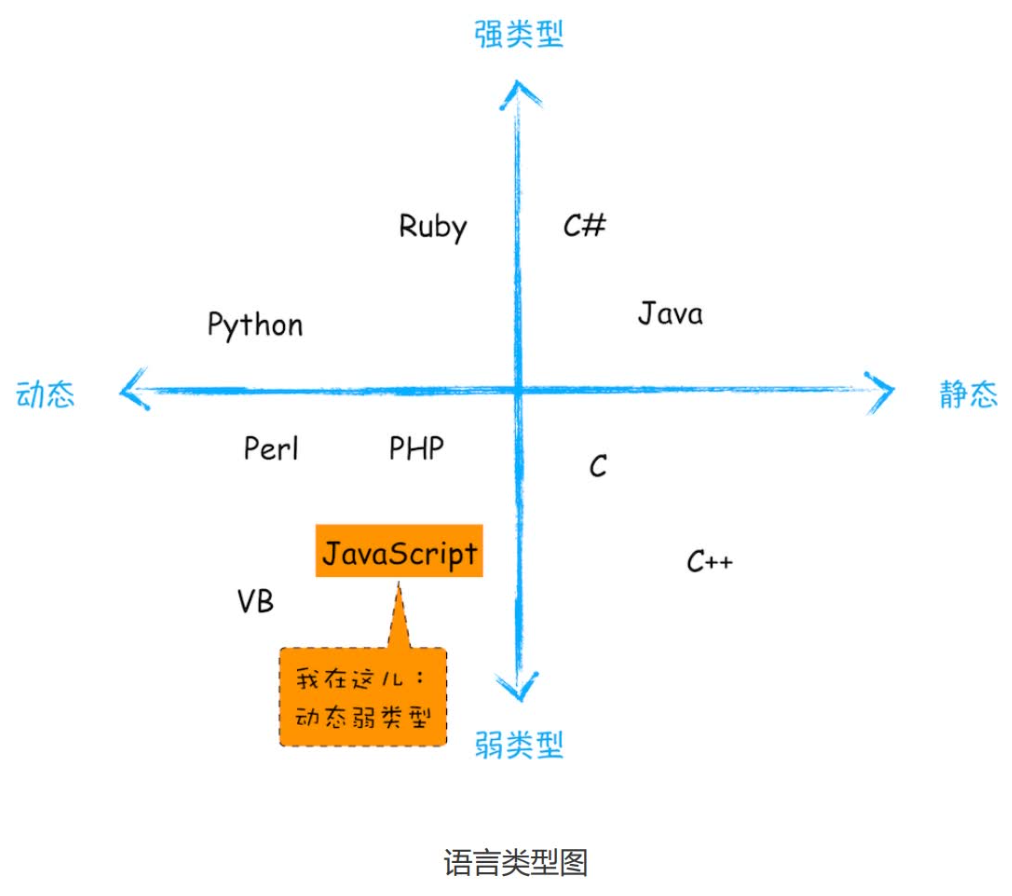 强类型
Ruby
C#
Python
Java
动态
静态
Perl
PHP
C
JavaScript
C++
VB
我在这儿：
动态弱类型
弱类型
语言类型图